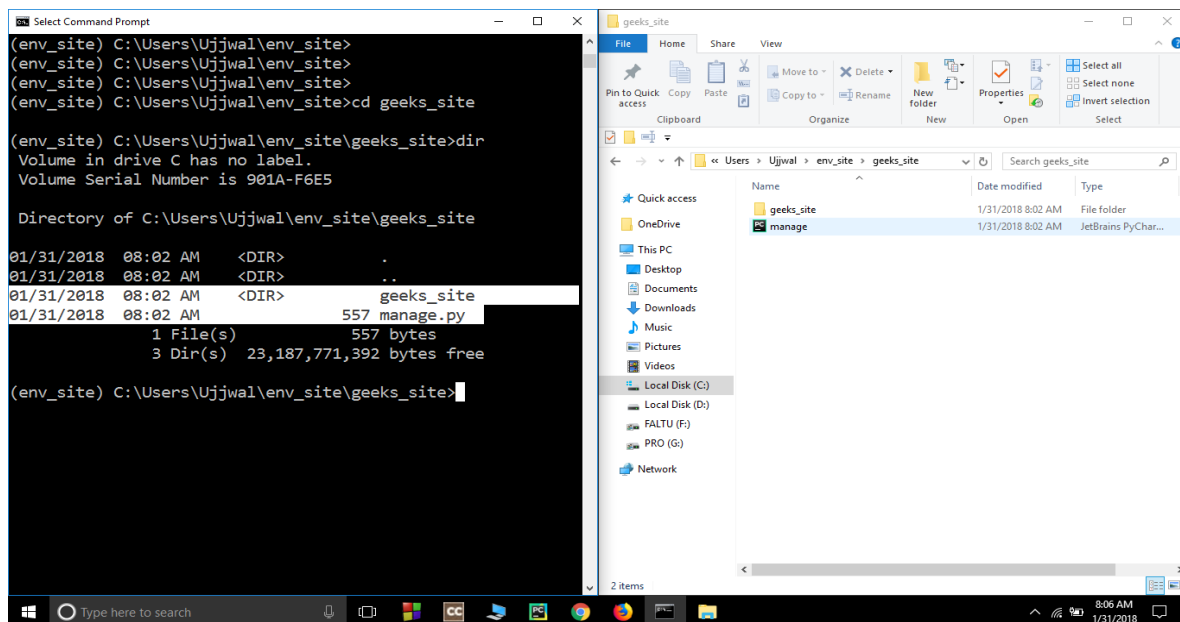 Select Command Prompt
(env_site) C:\Users\Ujjwal\env_site>
(env_site) C:\Users\Ujjwal\env_site>
(env_site) C:\Users\Ujjwal\env_site>
(env_site) C:\Users\Ujjwal\env_site>cd geeks_site
(env_site) C:\Users\Ujjwal\env_site\geeks_site>dir
Volume in drive C has no label.
Volume Serial Number is 901A-F6E5
Directory of C:\Users\Ujjwal\env_site\geeks_site
01/31/2018 08:02 AM <DIR> .
01/31/2018 08:02 AM <DIR> ..
01/31/2018 08:02 AM <DIR> geeks_site
01/31/2018 08:02 AM 557 manage.py
1 File(s) 557 bytes
3 Dir(s) 23,187,771,392 bytes free
(env_site) C:\Users\Ujjwal\env_site\geeks_site>
geeks_site
File Home Share View
Pin to Quick access
Copy
Paste
Move to
Copy to
Delete
Rename
New folder
Properties
Select all
Select none
Invert selection
Clipboard Organize New Open Select
« Users > Ujjwal > env_site > geeks_site
Search geeks_site
Name Date modified Type
geeks_site 1/31/2018 8:02 AM File folder
manage 1/31/2018 8:02 AM JetBrains PyChar...
Quick access
OneDrive
This PC
Desktop
Documents
Downloads
Music
Pictures
Videos
Local Disk (C:)
Local Disk (D:)
FALTU (F:)
PRO (G:)
Network
2 items
Type here to search
CC
PC
8:06 AM
1/31/2018